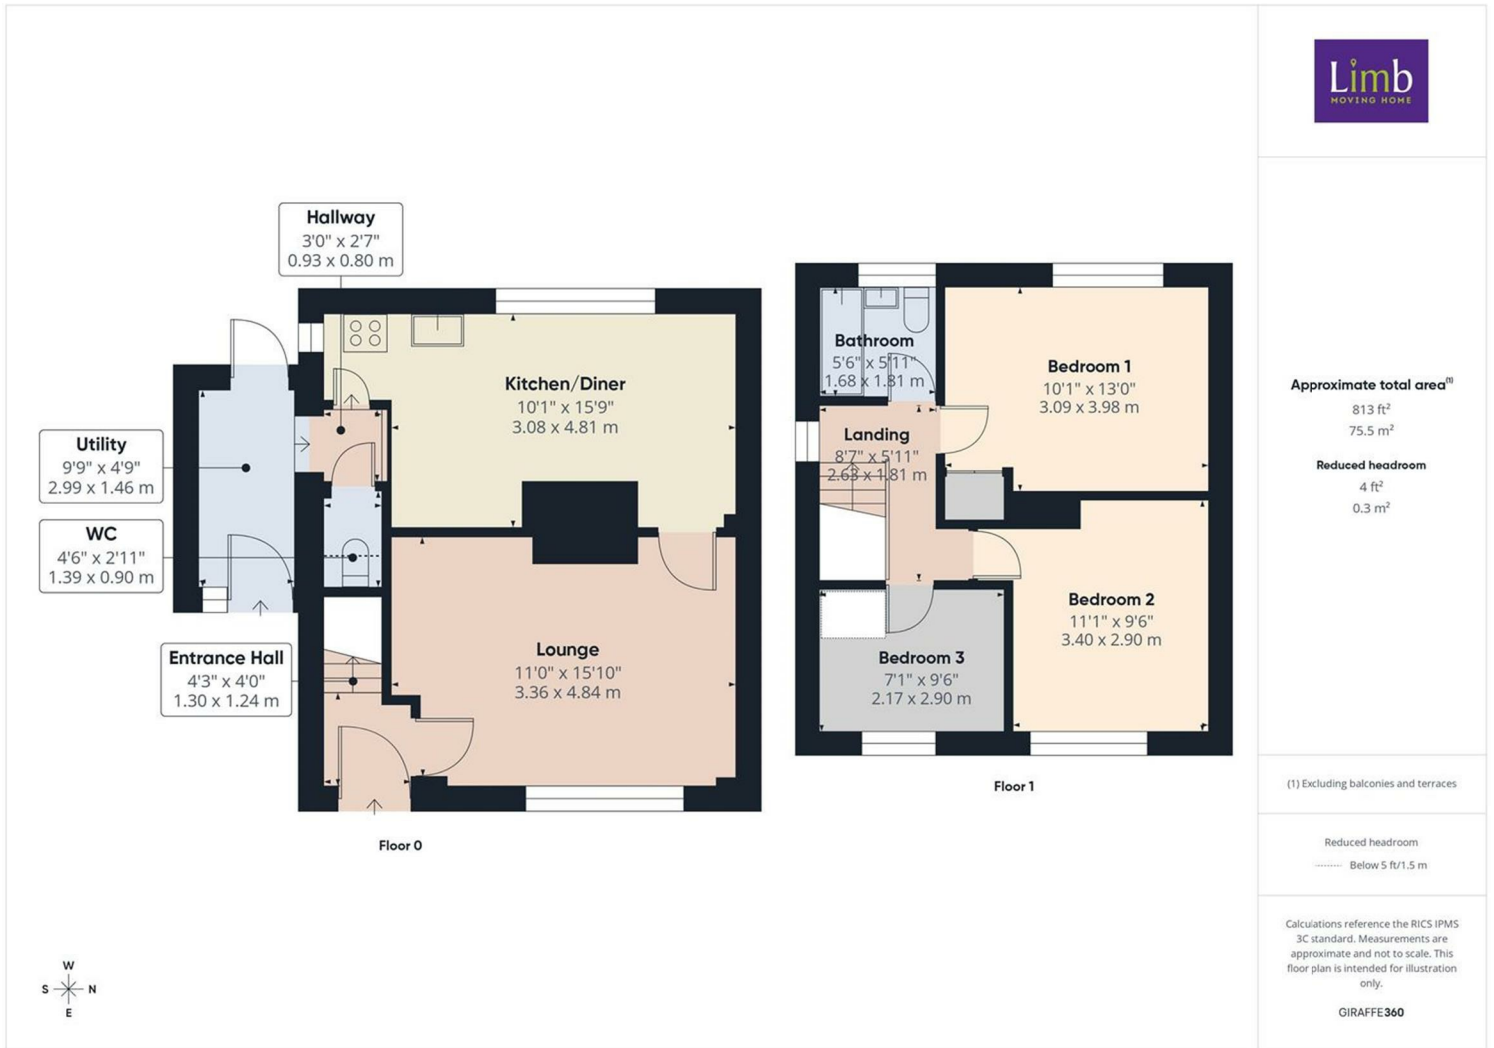 Limb
MOVING HOME
Hallway
3'0" x 2'7"
0.93 x 0.80 m
Kitchen/Diner
10'1" x 15'9"
3.08 x 4.81 m
Utility
9'9" x 4'9"
2.99 x 1.46 m
WC
4'6" x 2'11"
1.39 x 0.90 m
Entrance Hall
4'3" x 4'0"
1.30 x 1.24 m
Lounge
11'0" x 15'10"
3.36 x 4.84 m
Floor 0
Bathroom
5'6" x 5'11"
1.68 x 1.81 m
Bedroom 1
10'1" x 13'0"
3.09 x 3.98 m
Landing
8'7" x 5'11"
2.63 x 1.81 m
Bedroom 2
11'1" x 9'6"
3.40 x 2.90 m
Bedroom 3
7'1" x 9'6"
2.17 x 2.90 m
Floor 1
Approximate total area(1)
813 ft²
75.5 m²
Reduced headroom
4 ft²
0.3 m²
(1) Excluding balconies and terraces
Reduced headroom
Below 5 ft/1.5 m
Calculations reference the RICS IPMS
3C standard. Measurements are
approximate and not to scale. This
floor plan is intended for illustration
only.
GIRAFFE360
W
S N
E